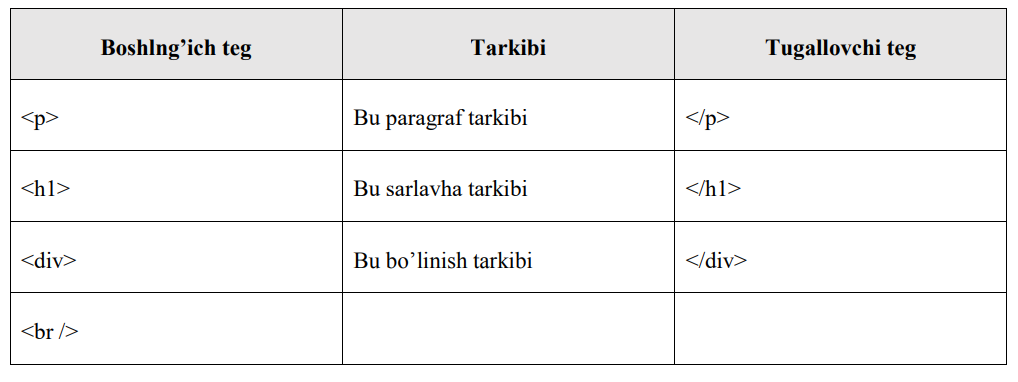 Boshlng’ich teg Tarkibi Tugallovchi teg
<p> Bu paragraf tarkibi </p>
<h1> Bu sarlavha tarkibi </h1>
<div> Bu bo’linish tarkibi </div>
<br />